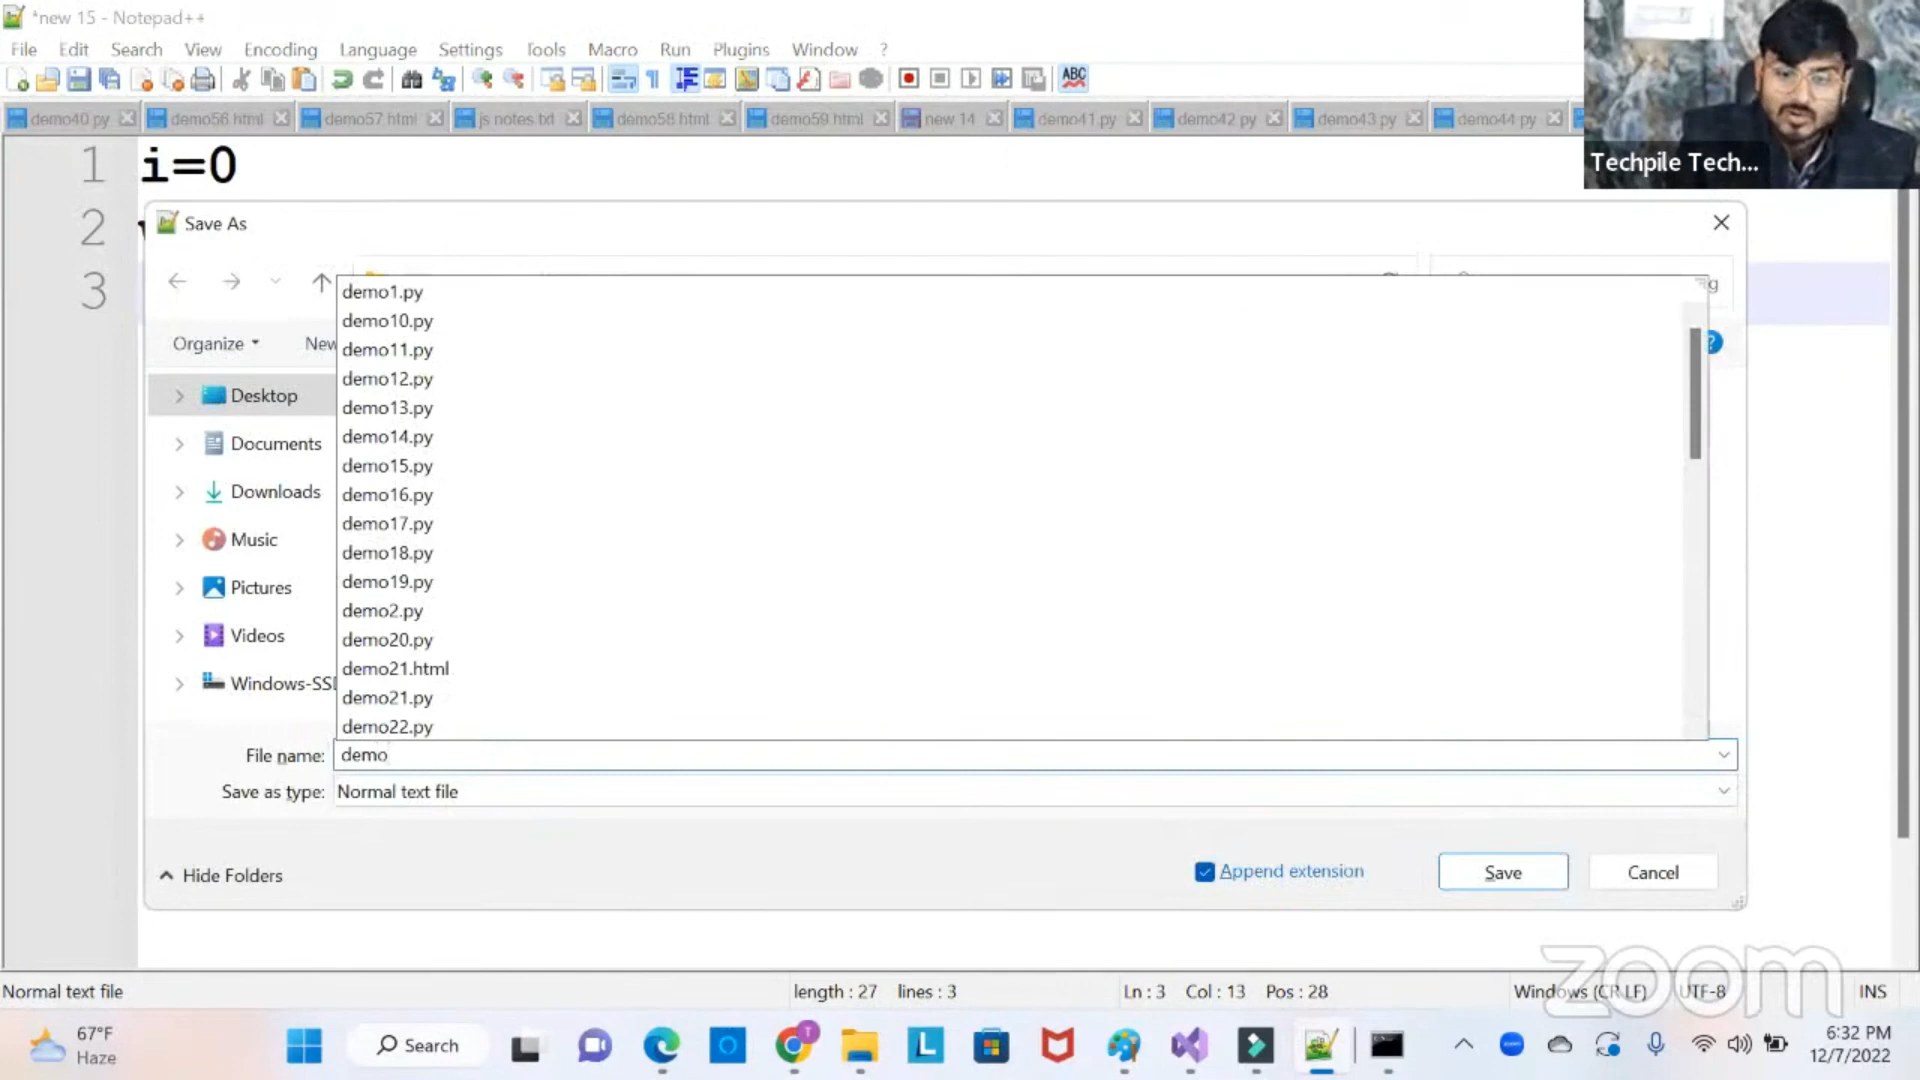 *new 15 - Notepad++
File Edit Search View Encoding Language Settings Tools Macro Run Plugins Window ?
ABC
demo40.py demo56.html demo57.html js notes.txt demo58.html demo59.html new 14 demo41.py demo42.py demo43.py demo44.py
Techpile Tech...
1 i=0
2
3
Save As
Organize New
Desktop
Documents
Downloads
Music
Pictures
Videos
Windows-SSD
demo1.py
demo10.py
demo11.py
demo12.py
demo13.py
demo14.py
demo15.py
demo16.py
demo17.py
demo18.py
demo19.py
demo2.py
demo20.py
demo21.html
demo21.py
demo22.py
File name: demo
Save as type: Normal text file
Hide Folders
Append extension
Save
Cancel
zoom
Normal text file length : 27 lines : 3 Ln : 3 Col : 13 Pos : 28 Windows (CR LF) UTF-8 INS
67°F
Haze
Search
6:32 PM
12/7/2022